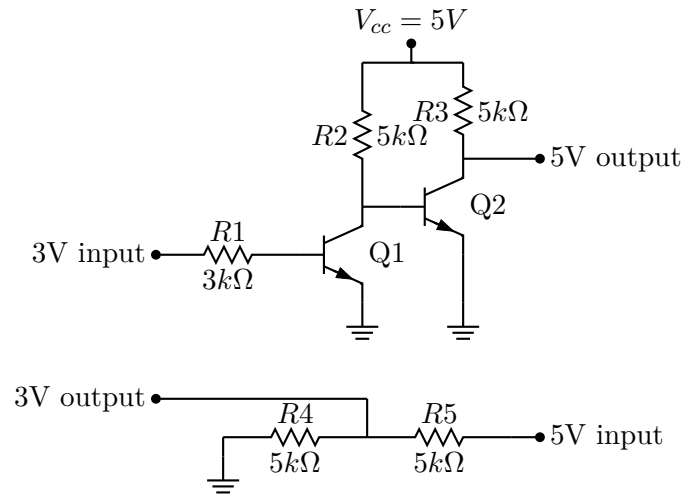 V_cc = 5V
R2
5kΩ
R3
5kΩ
5V output
Q2
3V input
R1
3kΩ
Q1
3V output
R4
5kΩ
R5
5kΩ
5V input